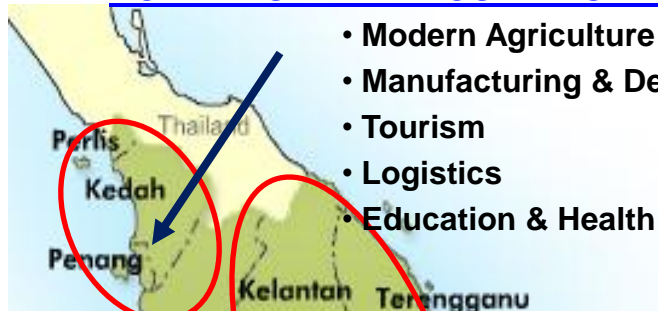 • Modern Agriculture
• Manufacturing & De
• Tourism
• Logistics
• Education & Health
Thailand
Perlis
Kedah
Penang
Kelantan
Terengganu